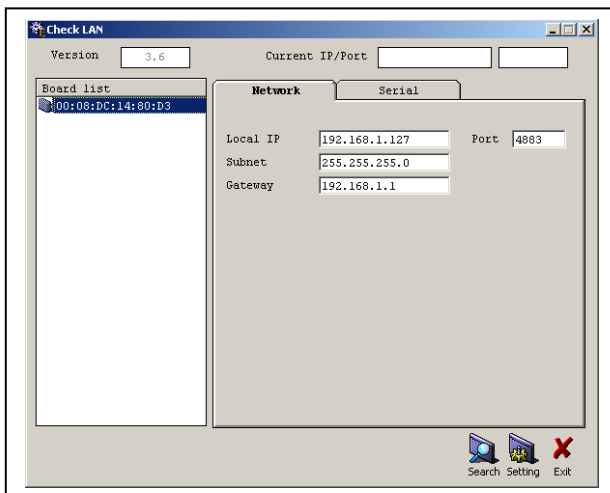 Check LAN
Version 3.6 Current IP/Port
Board list
00:08:DC:14:80:D3
Network Serial
Local IP 192.168.1.127 Port 4883
Subnet 255.255.255.0
Gateway 192.168.1.1
Search Setting Exit